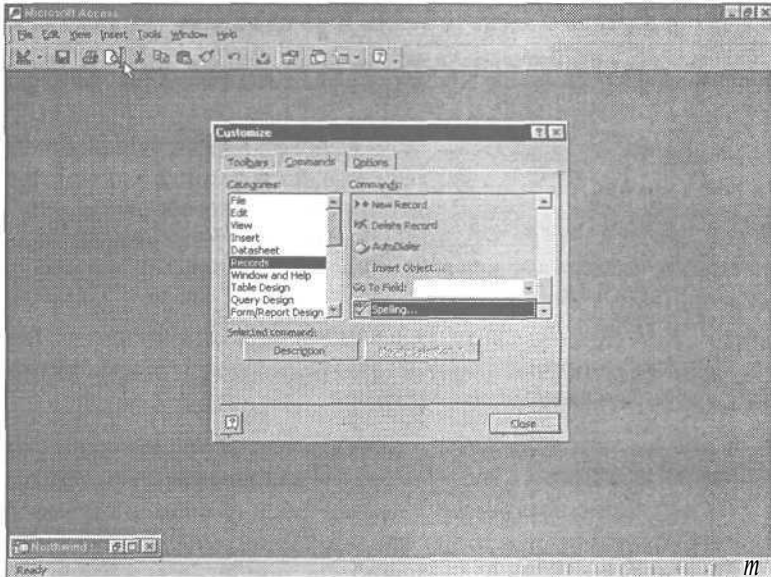 Microsoft Access
File Edit View Insert Tools Window Help
Customize
Toolbars Commands Options
Categories: Commands:
File
Edit
View
Insert
Datasheet
Records
Window and Help
Table Design
Query Design
Form/Report Design
New Record
Delete Record
AutoDialer
Insert Object...
Go To Field:
Spelling...
Selected command:
Description Modify Selection
Close
Northwind
Ready
m